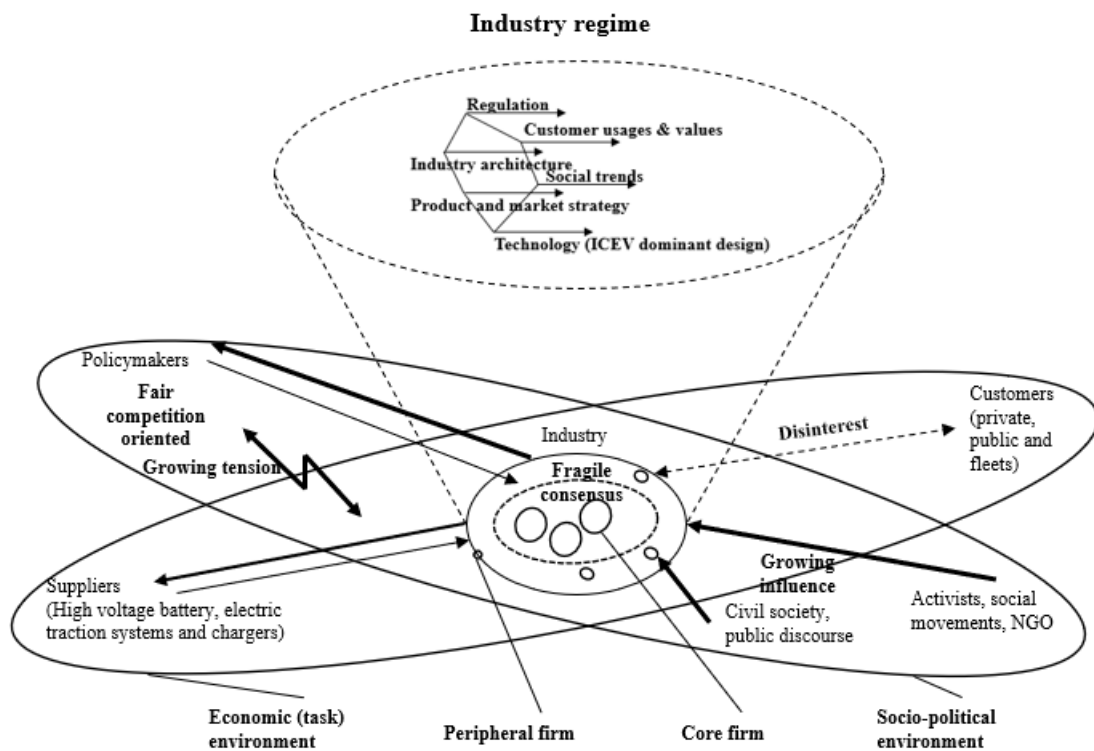 Industry regime
Regulation
Customer usages & values
Industry architecture
Social trends
Product and market strategy
Technology (ICEV dominant design)
Policymakers
Fair
competition
oriented
Growing tension
Industry
Fragile
consensus
Disinterest
Customers
(private,
public and
fleets)
Suppliers
(High voltage battery, electric
traction systems and chargers)
Growing
influence
Civil society,
public discourse
Activists, social
movements, NGO
Economic (task)
environment
Peripheral firm
Core firm
Socio-political
environment